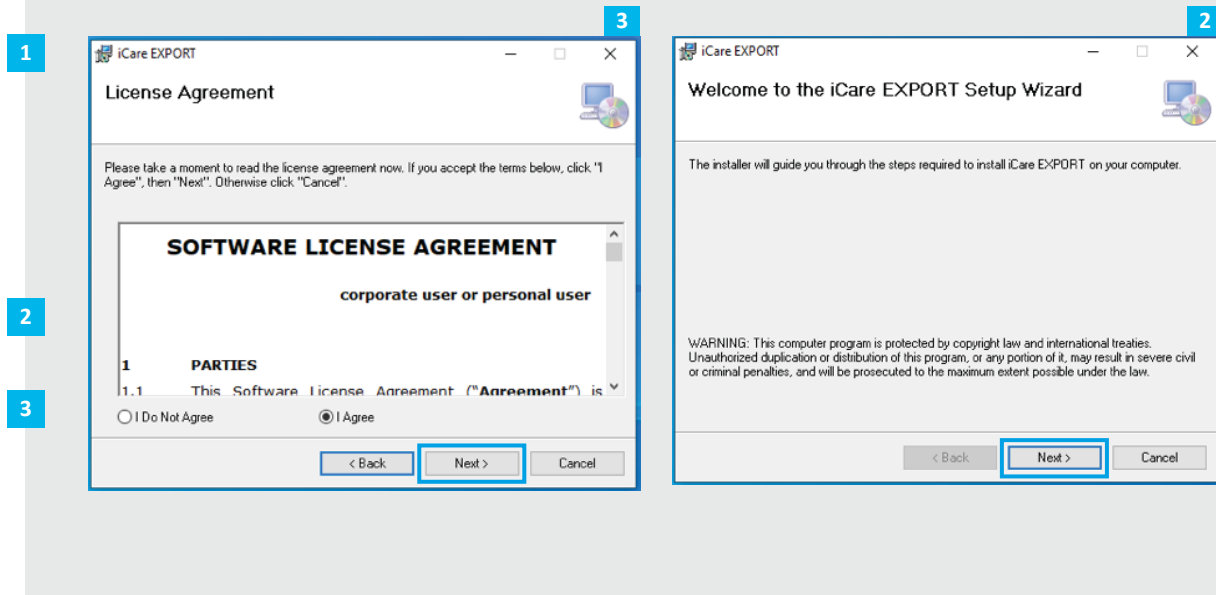 1
2
3
3
iCare EXPORT
License Agreement
Please take a moment to read the license agreement now. If you accept the terms below, click "I
Agree", then "Next". Otherwise click "Cancel".
SOFTWARE LICENSE AGREEMENT
corporate user or personal user
1 PARTIES
1.1 This Software License Agreement ("Agreement") is
I Do Not Agree
I Agree
< Back
Next >
Cancel
2
iCare EXPORT
Welcome to the iCare EXPORT Setup Wizard
The installer will guide you through the steps required to install iCare EXPORT on your computer.
WARNING: This computer program is protected by copyright law and international treaties.
Unauthorized duplication or distribution of this program, or any portion of it, may result in severe civil
or criminal penalties, and will be prosecuted to the maximum extent possible under the law.
< Back
Next >
Cancel